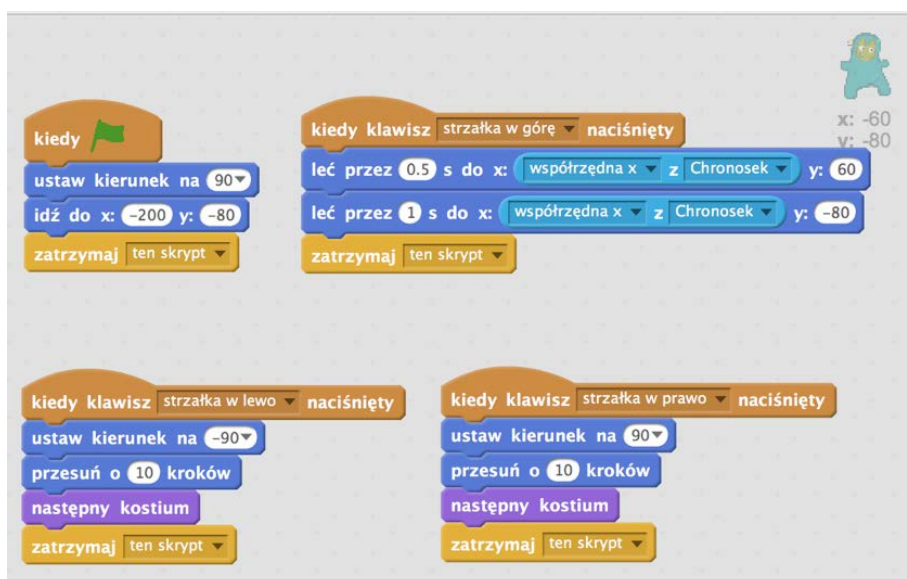 kiedy
ustaw kierunek na 90
idź do x: -200 y: -80
zatrzymaj ten skrypt
kiedy klawisz strzałka w górę naciśnięty
leć przez 0.5 s do x: współrzędna x z Chronosek y: 60
leć przez 1 s do x: współrzędna x z Chronosek y: -80
zatrzymaj ten skrypt
x: -60
y: -80
kiedy klawisz strzałka w lewo naciśnięty
ustaw kierunek na -90
przesuń o 10 kroków
następny kostium
zatrzymaj ten skrypt
kiedy klawisz strzałka w prawo naciśnięty
ustaw kierunek na 90
przesuń o 10 kroków
następny kostium
zatrzymaj ten skrypt